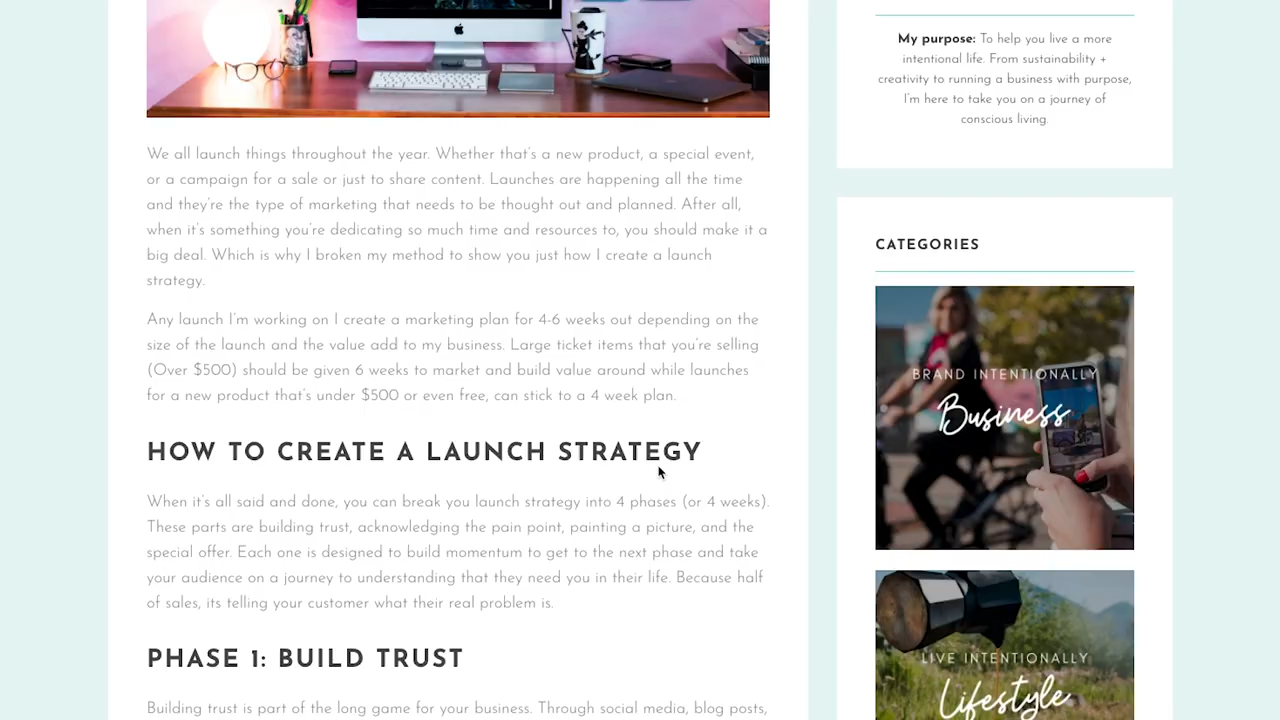 We all launch things throughout the year. Whether that's a new product, a special event,
or a campaign for a sale or just to share content. Launches are happening all the time
and they're the type of marketing that needs to be thought out and planned. After all,
when it's something you're dedicating so much time and resources to, you should make it a
big deal. Which is why I broken my method to show you just how I create a launch
strategy.
Any launch I'm working on I create a marketing plan for 4-6 weeks out depending on the
size of the launch and the value add to my business. Large ticket items that you're selling
(Over $500) should be given 6 weeks to market and build value around while launches
for a new product that's under $500 or even free, can stick to a 4 week plan.
HOW TO CREATE A LAUNCH STRATEGY
When it's all said and done, you can break you launch strategy into 4 phases (or 4 weeks).
These parts are building trust, acknowledging the pain point, painting a picture, and the
special offer. Each one is designed to build momentum to get to the next phase and take
your audience on a journey to understanding that they need you in their life. Because half
of sales, its telling your customer what their real problem is.
PHASE 1: BUILD TRUST
Building trust is part of the long game for your business. Through social media, blog posts,
My purpose: To help you live a more
intentional life. From sustainability +
creativity to running a business with purpose,
I'm here to take you on a journey of
conscious living.
CATEGORIES
BRAND INTENTIONALLY
Business
LIVE INTENTIONALLY
Lifestyle